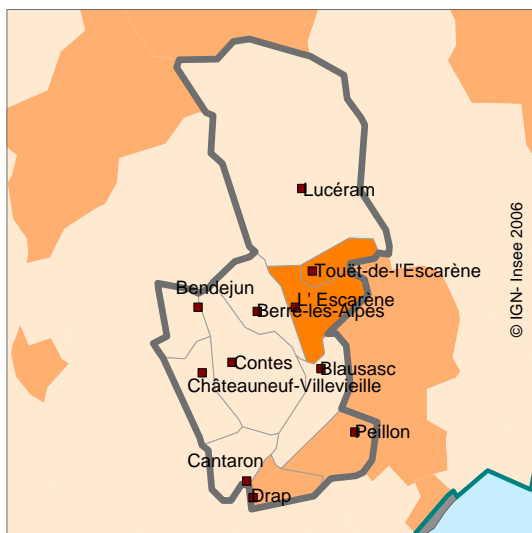 Lucéram
Touët-de-l'Escarène
Bendejun
L' Escarène
Berre-les-Alpes
Contes
Blausasc
Châteauneuf-Villevieille
Peillon
Cantaron
Drap
© IGN- Insee 2006